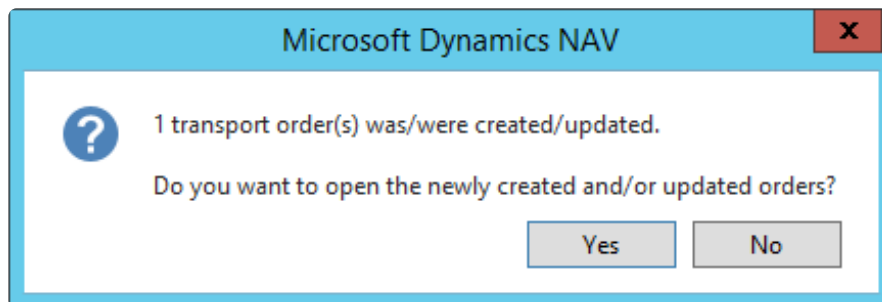 Microsoft Dynamics NAV
x
?
1 transport order(s) was/were created/updated.
Do you want to open the newly created and/or updated orders?
Yes
No